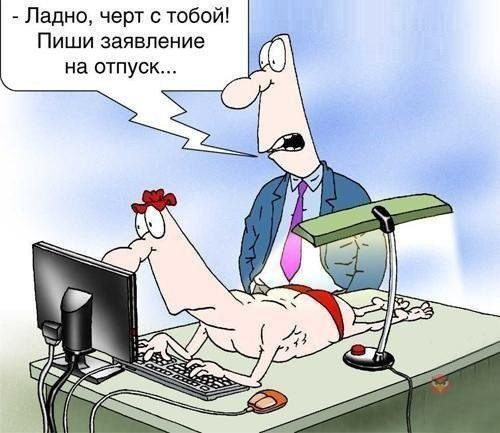 - Ладно, черт с тобой!
Пиши заявление
на отпуск...